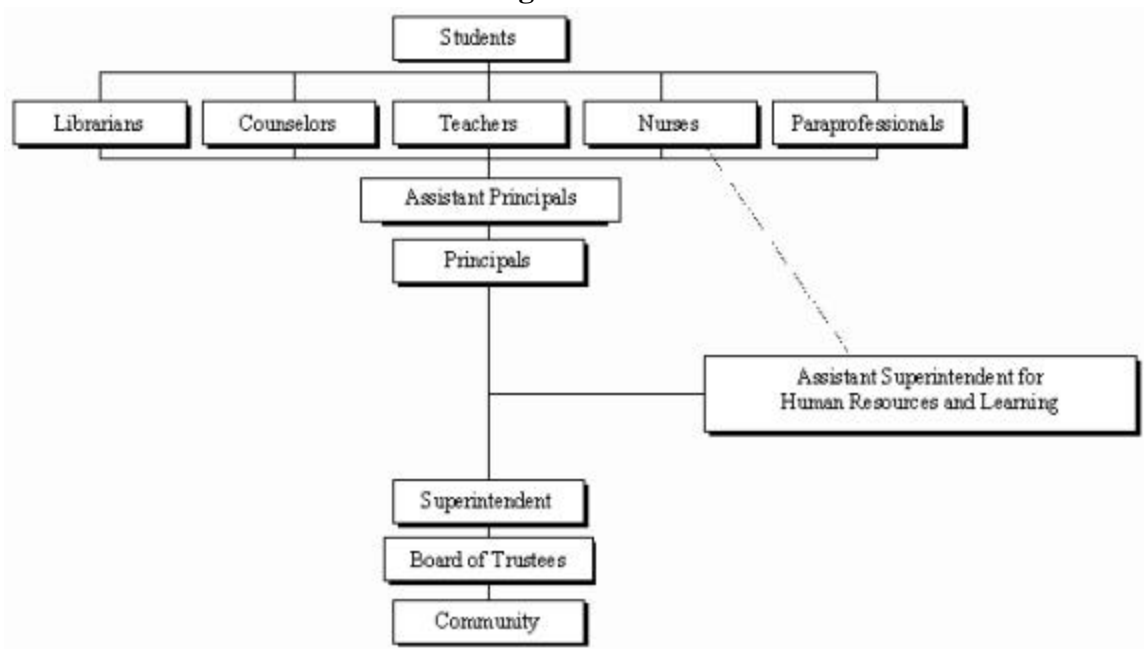 Students
Librarians
Counselors
Teachers
Nurses
Paraprofessionals
Assistant Principals
Principals
Assistant Superintendent for
Human Resources and Learning
Superintendent
Board of Trustees
Community